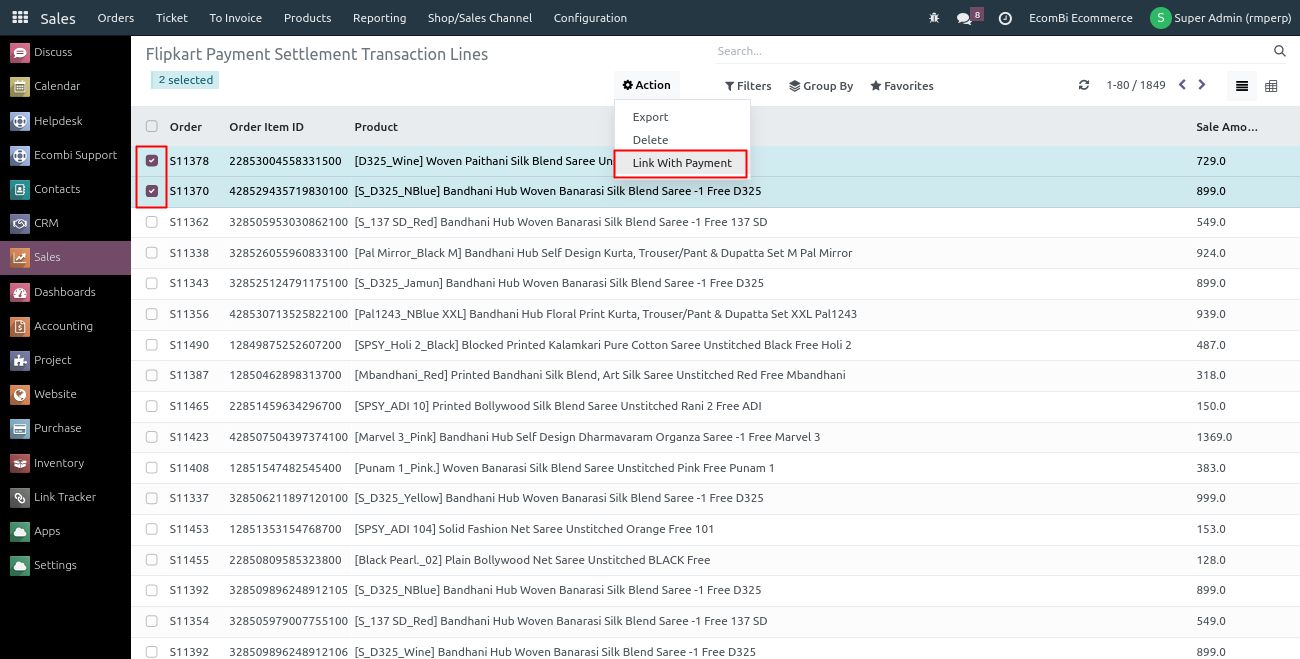 Sales Orders Ticket To Invoice Products Reporting Shop/Sales Channel Configuration 8 EcomBi Ecommerce S Super Admin (rmperp)
Discuss
Calendar
Helpdesk
Ecombi Support
Contacts
CRM
Sales
Dashboards
Accounting
Project
Website
Purchase
Inventory
Link Tracker
Apps
Settings
Flipkart Payment Settlement Transaction Lines
Search...
2 selected
Action
Filters Group By Favorites 1-80 / 1849
Export
Delete
Link With Payment
Order Order Item ID Product Sale Amo...
S11378 22853004558331500 [D325_Wine] Woven Paithani Silk Blend Saree Uns 729.0
S11370 428529435719830100 [S_D325_NBlue] Bandhani Hub Woven Banarasi Silk Blend Saree -1 Free D325 899.0
S11362 328505953030862100 [S_137 SD_Red] Bandhani Hub Woven Banarasi Silk Blend Saree -1 Free 137 SD 549.0
S11338 328526055960833100 [Pal Mirror_Black M] Bandhani Hub Self Design Kurta, Trouser/Pant & Dupatta Set M Pal Mirror 924.0
S11343 328525124791175100 [S_D325_Jamun] Bandhani Hub Woven Banarasi Silk Blend Saree -1 Free D325 899.0
S11356 428530713525822100 [Pal1243_NBlue XXL] Bandhani Hub Floral Print Kurta, Trouser/Pant & Dupatta Set XXL Pal1243 939.0
S11490 12849875252607200 [SPSY_Holi 2_Black] Blocked Printed Kalamkari Pure Cotton Saree Unstitched Black Free Holi 2 487.0
S11387 12850462898313700 [Mbandhani_Red] Printed Bandhani Silk Blend, Art Silk Saree Unstitched Red Free Mbandhani 318.0
S11465 22851459634296700 [SPSY_ADI 10] Printed Bollywood Silk Blend Saree Unstitched Rani 2 Free ADI 150.0
S11423 428507504397374100 [Marvel 3_Pink] Bandhani Hub Self Design Dharmavaram Organza Saree -1 Free Marvel 3 1369.0
S11408 12851547482545400 [Punam 1_Pink.] Woven Banarasi Silk Blend Saree Unstitched Pink Free Punam 1 383.0
S11337 328506211897120100 [S_D325_Yellow] Bandhani Hub Woven Banarasi Silk Blend Saree -1 Free D325 999.0
S11453 12851353154768700 [SPSY_ADI 104] Solid Fashion Net Saree Unstitched Orange Free 101 153.0
S11455 22850809585323800 [Black Pearl._02] Plain Bollywood Net Saree Unstitched BLACK Free 128.0
S11392 328509896248912105 [S_D325_NBlue] Bandhani Hub Woven Banarasi Silk Blend Saree -1 Free D325 899.0
S11354 328505979007755100 [S_137 SD_Red] Bandhani Hub Woven Banarasi Silk Blend Saree -1 Free 137 SD 549.0
S11392 328509896248912106 [S_D325_Wine] Bandhani Hub Woven Banarasi Silk Blend Saree -1 Free D325 899.0